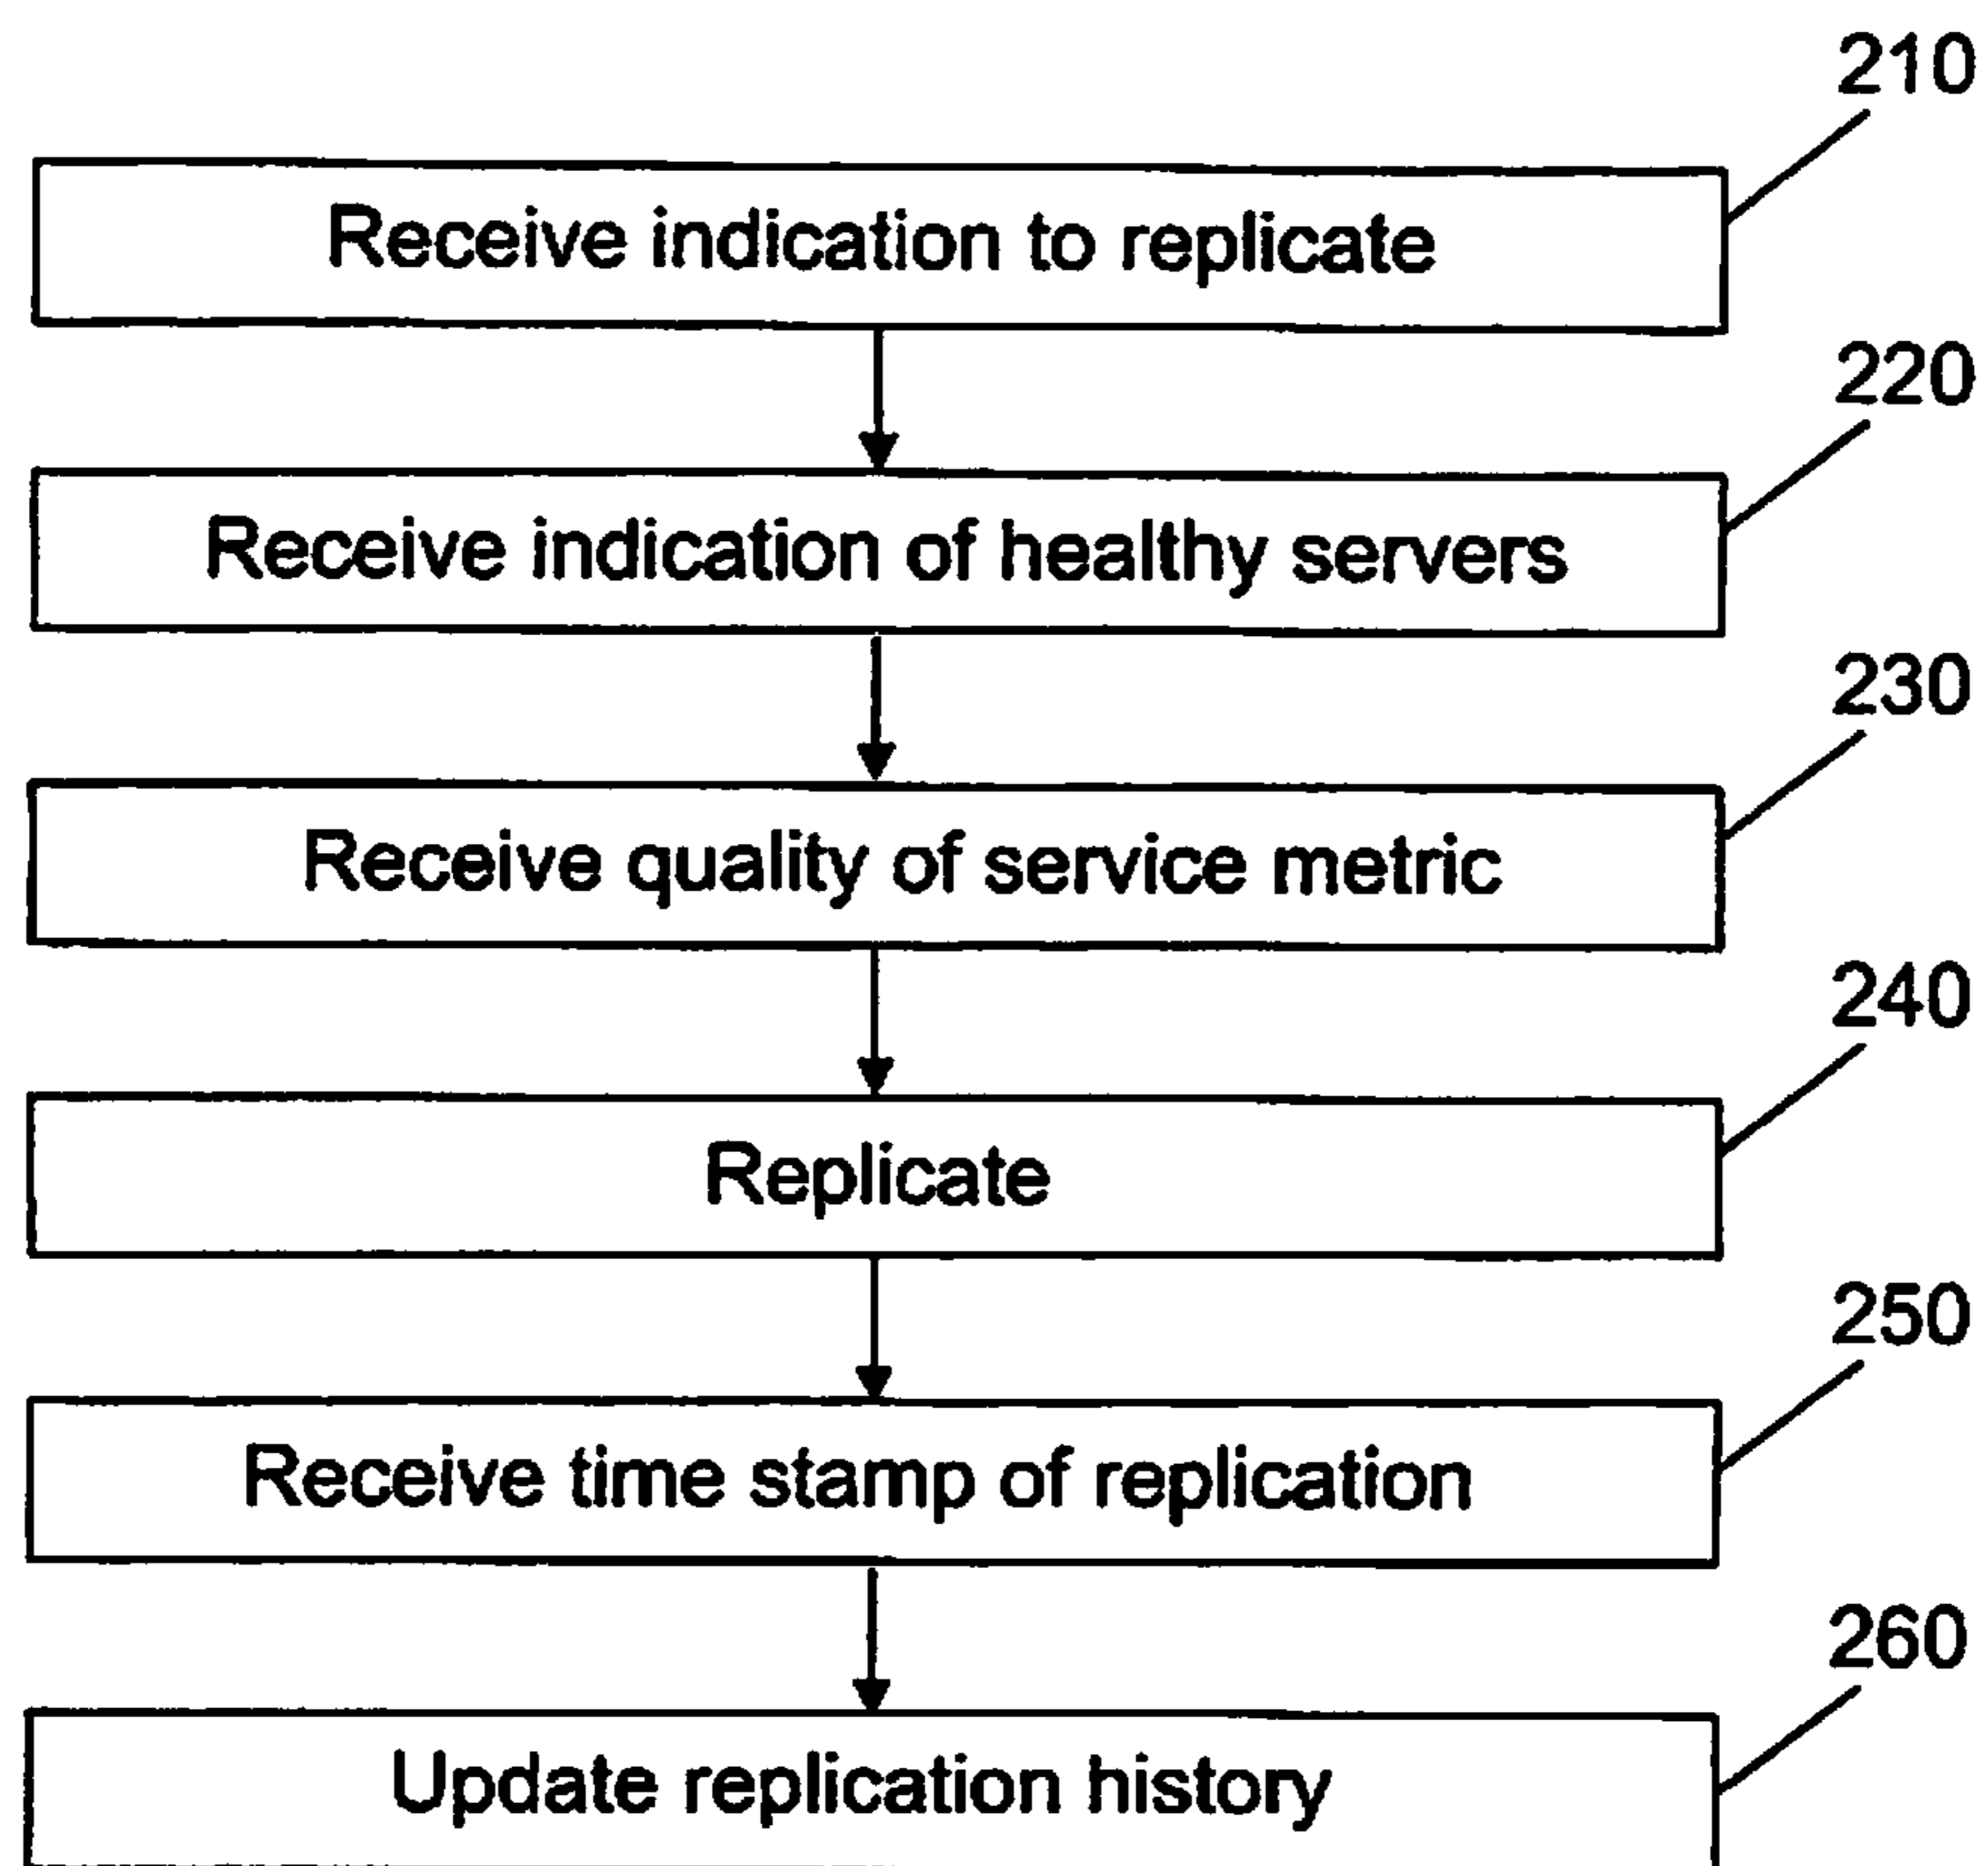 210
Receive indication to replicate
220
Receive indication of healthy servers
230
Receive quality of service metric
240
Replicate
250
Receive time stamp of replication
260
Update replication history